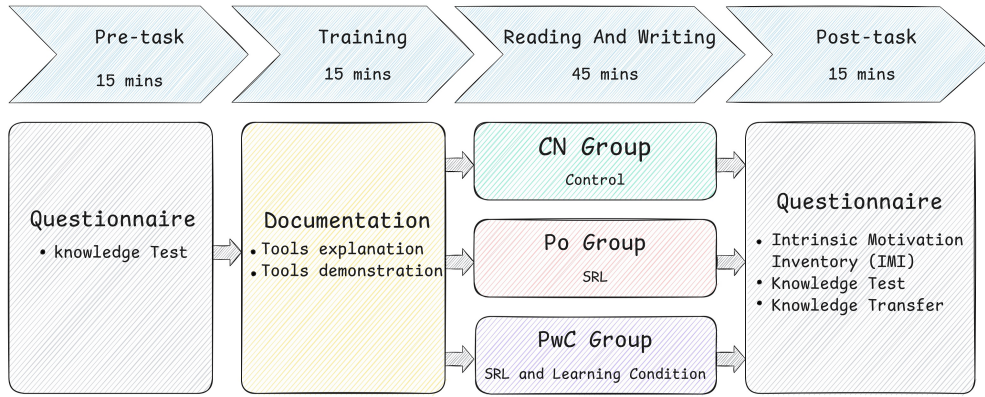 Pre-task
15 mins
Training
15 mins
Reading And Writing
45 mins
Post-task
15 mins
Questionnaire
• knowledge Test
Documentation
• Tools explanation
• Tools demonstration
CN Group
Control
Po Group
SRL
PwC Group
SRL and Learning Condition
Questionnaire
• Intrinsic Motivation
Inventory (IMI)
• Knowledge Test
• Knowledge Transfer